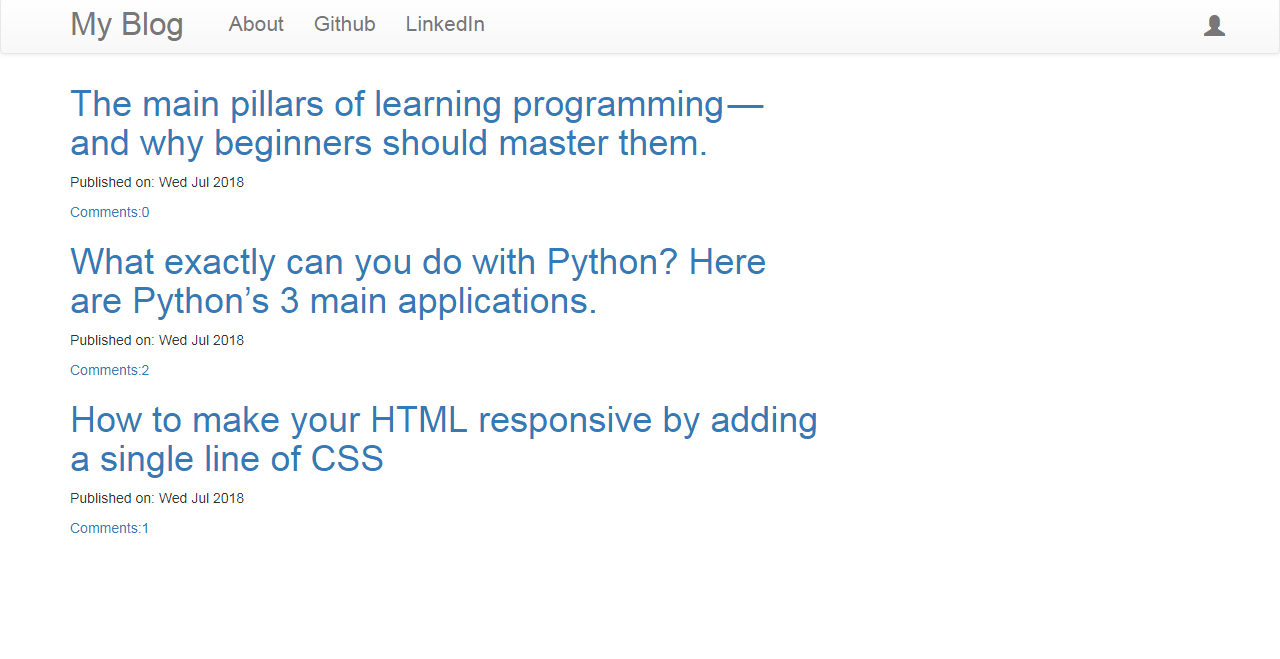 My Blog About Github LinkedIn
The main pillars of learning programming —
and why beginners should master them.
Published on: Wed Jul 2018
Comments:0
What exactly can you do with Python? Here
are Python’s 3 main applications.
Published on: Wed Jul 2018
Comments:2
How to make your HTML responsive by adding
a single line of CSS
Published on: Wed Jul 2018
Comments:1